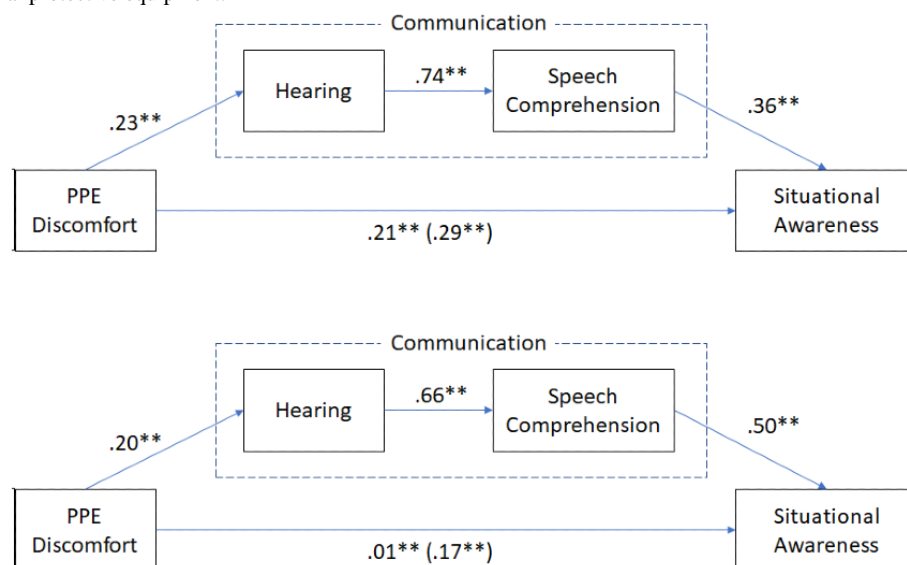 Communication
Hearing
.74**
Speech
Comprehension
.23**
.36**
PPE
Discomfort
Situational
Awareness
.21** (.29**)
Communication
Hearing
.66**
Speech
Comprehension
.20**
.50**
PPE
Discomfort
Situational
Awareness
.01** (.17**)